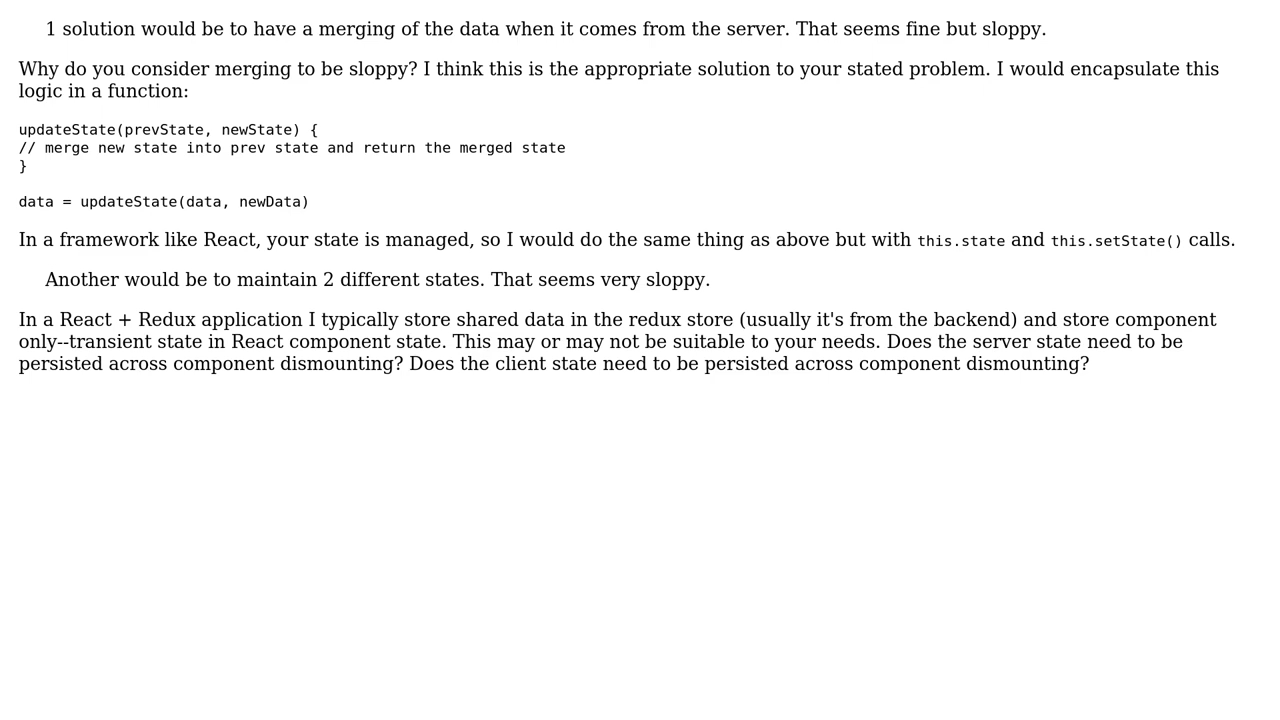 1 solution would be to have a merging of the data when it comes from the server. That seems fine but sloppy.
Why do you consider merging to be sloppy? I think this is the appropriate solution to your stated problem. I would encapsulate this
logic in a function:
updateState(prevState, newState) {
// merge new state into prev state and return the merged state
}
data = updateState(data, newData)
In a framework like React, your state is managed, so I would do the same thing as above but with this.state and this.setState() calls.
Another would be to maintain 2 different states. That seems very sloppy.
In a React + Redux application I typically store shared data in the redux store (usually it's from the backend) and store component
only--transient state in React component state. This may or may not be suitable to your needs. Does the server state need to be
persisted across component dismounting? Does the client state need to be persisted across component dismounting?